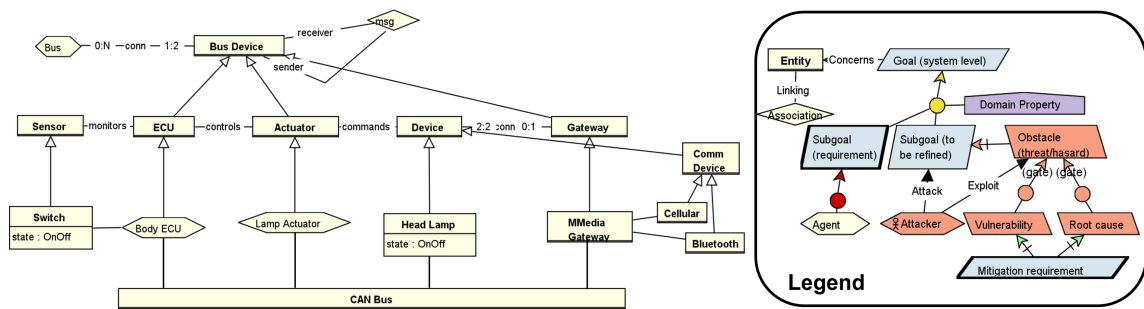 msg
receiver
Bus
0:N conn 1:2
Bus Device
sender
Sensor
monitors
ECU
controls
Actuator
commands
Device
2:2 conn 0:1
Gateway
Comm
Device
Switch
state : OnOff
Body ECU
Lamp Actuator
Head Lamp
state : OnOff
MMedia
Gateway
Cellular
Bluetooth
CAN Bus
Entity
Concerns
Goal (system level)
Linking
Association
Domain Property
Subgoal
(requirement)
Subgoal (to
be refined)
Obstacle
(threat/hasard)
(gate) (gate)
Attack
Exploit
Agent
Attacker
Vulnerability
Root cause
Mitigation requirement
Legend